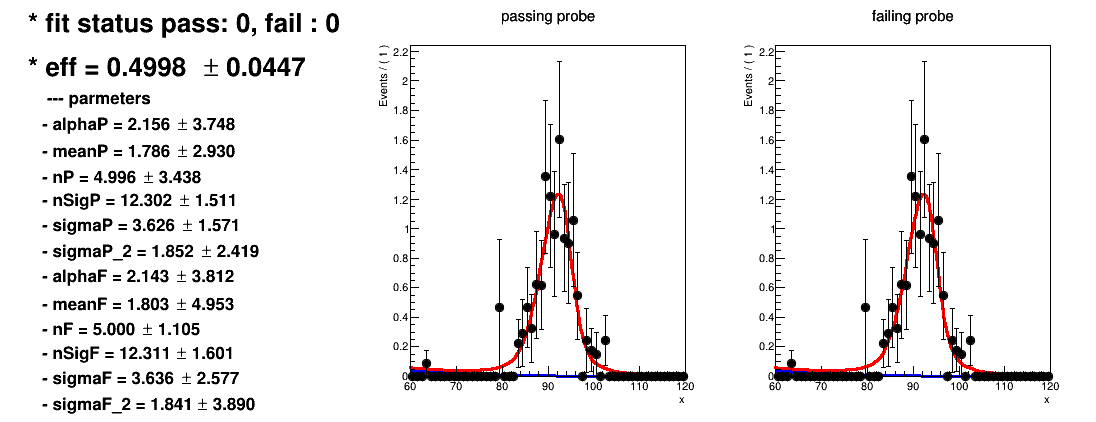 * fit status pass: 0, fail : 0
* eff = 0.4998 ± 0.0447
--- parmeters
- alphaP = 2.156 ± 3.748
- meanP = 1.786 ± 2.930
- nP = 4.996 ± 3.438
- nSigP = 12.302 ± 1.511
- sigmaP = 3.626 ± 1.571
- sigmaP_2 = 1.852 ± 2.419
- alphaF = 2.143 ± 3.812
- meanF = 1.803 ± 4.953
- nF = 5.000 ± 1.105
- nSigF = 12.311 ± 1.601
- sigmaF = 3.636 ± 2.577
- sigmaF_2 = 1.841 ± 3.890
passing probe
Events / ( 1 )
2.2
2
1.8
1.6
1.4
1.2
1
0.8
0.6
0.4
0.2
0
60 70 80 90 100 110 120
x
failing probe
Events / ( 1 )
2.2
2
1.8
1.6
1.4
1.2
1
0.8
0.6
0.4
0.2
0
60 70 80 90 100 110 120
x